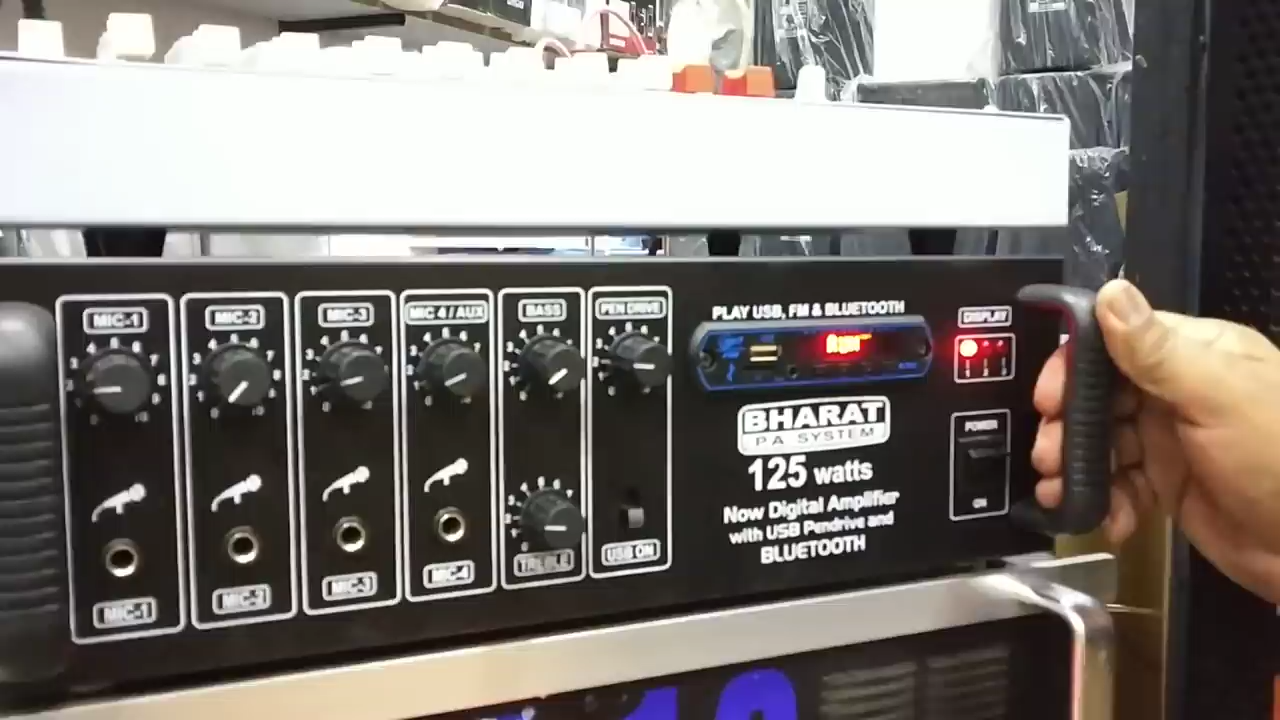 MIC-1
MIC-2
MIC-3
MIC 4 / AUX
BASS
PEN DRIVE
PLAY USB, FM & BLUETOOTH
DISPLAY
BHARAT
PA SYSTEM
125 watts
Now Digital Amplifier
with USB Pendrive and
BLUETOOTH
POWER
ON
TREBLE
USB ON
MIC-1
MIC-2
MIC-3
MIC-4